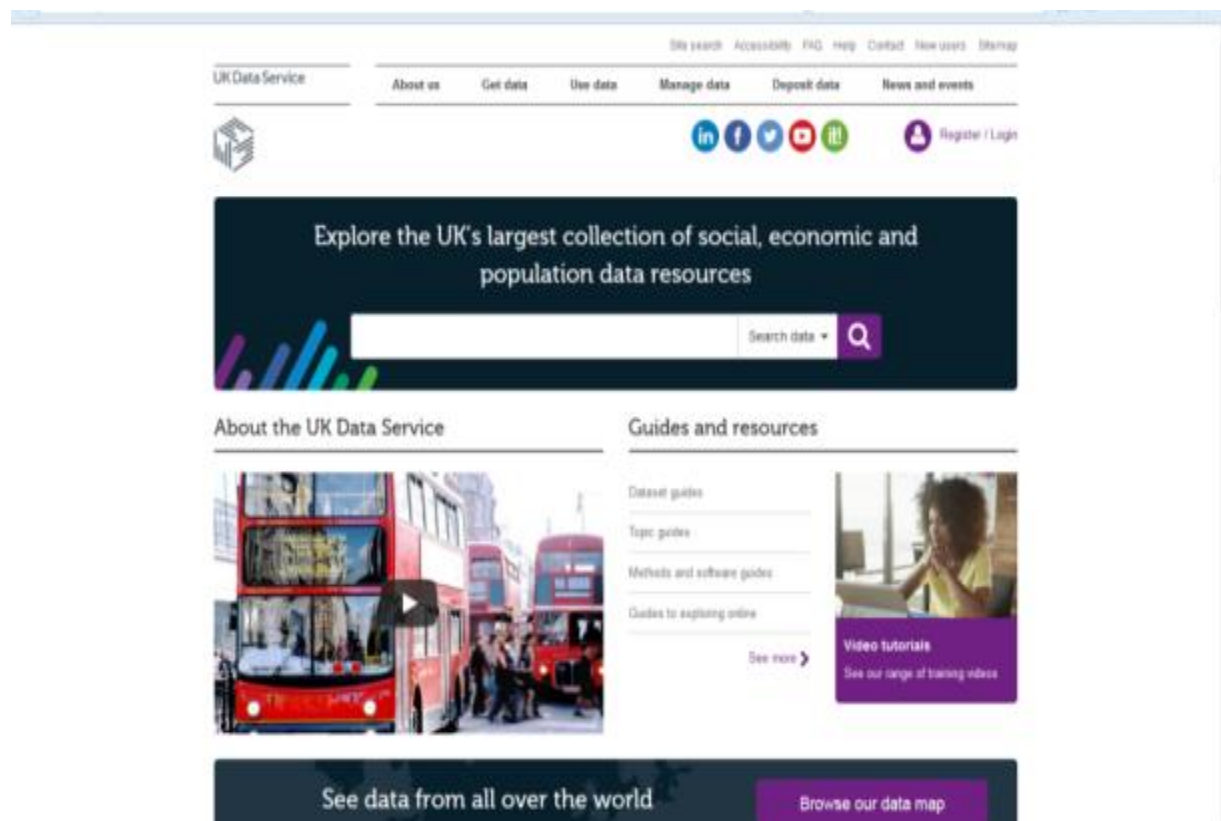 Site search Accessibility FAQ Help Contact New users Sitemap
UK Data Service
About us Get data Use data Manage data Deposit data News and events
in f it!
Register / Login
Explore the UK's largest collection of social, economic and
population data resources
Search data
About the UK Data Service
Guides and resources
Dataset guides
Topic guides
Methods and software guides
Guides to exploring online
See more
Video tutorials
See our range of training videos
See data from all over the world
Browse our data map